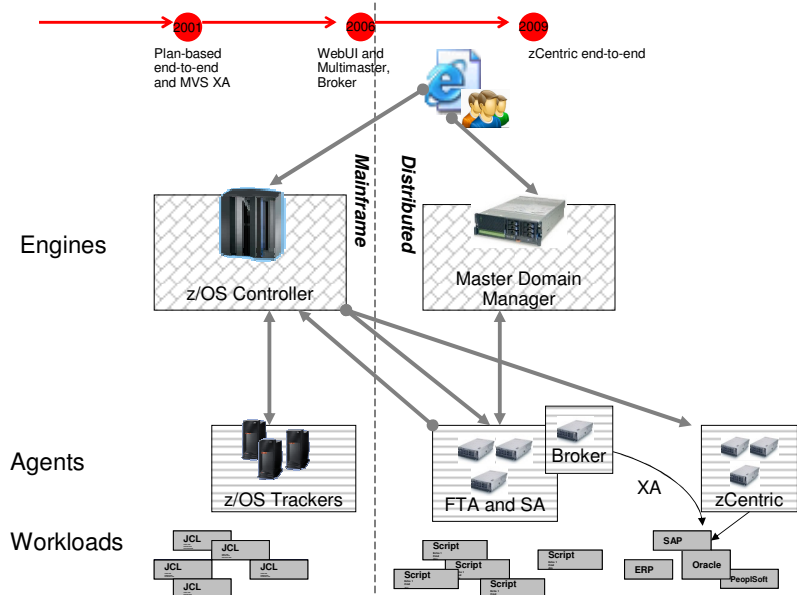 2001
2006
2009
Plan-based
end-to-end
and MVS XA
WebUI and
Multimaster,
Broker
zCentric end-to-end
Mainframe
Distributed
Engines
z/OS Controller
Master Domain
Manager
Agents
z/OS Trackers
FTA and SA
Broker
XA
zCentric
Workloads
JCL
JCL
JCL
JCL
Script
Script
Script
Script
Script
SAP
ERP
Oracle
PeoplSoft